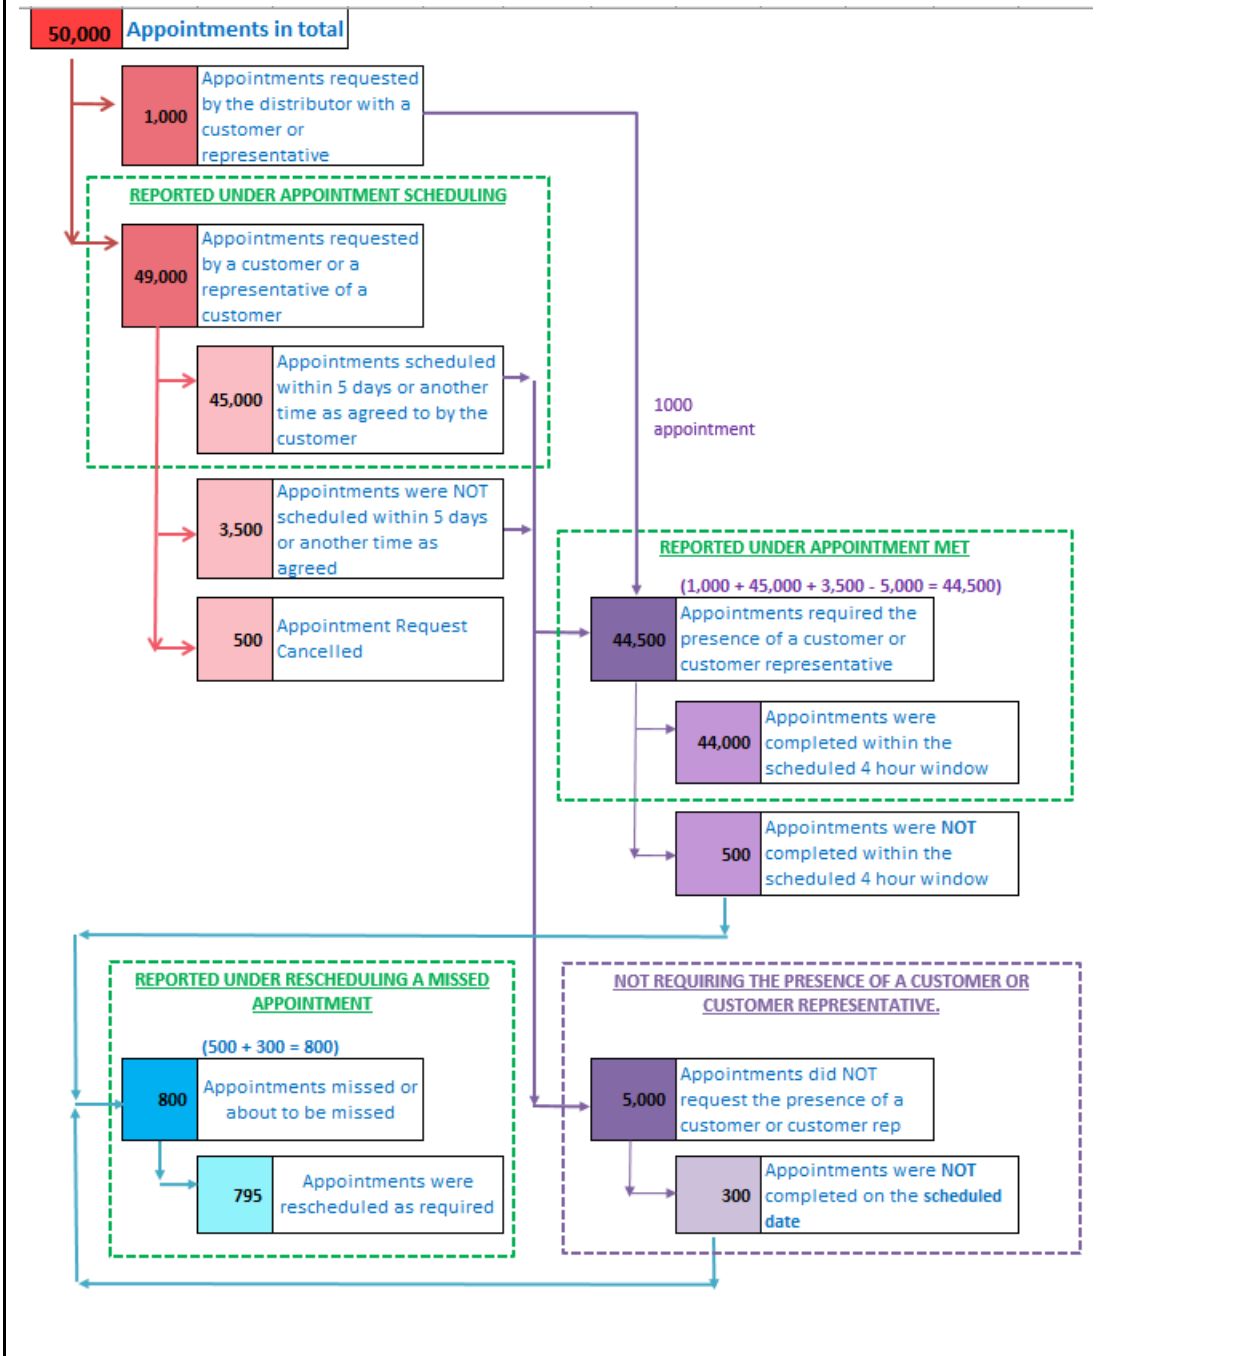 50,000 Appointments in total
1,000
Appointments requested
by the distributor with a
customer or
representative
REPORTED UNDER APPOINTMENT SCHEDULING
49,000
Appointments requested
by a customer or a
representative of a
customer
45,000
Appointments scheduled
within 5 days or another
time as agreed to by the
customer
1000
appointment
3,500
Appointments were NOT
scheduled within 5 days
or another time as
agreed
500
Appointment Request
Cancelled
REPORTED UNDER APPOINTMENT MET
(1,000 + 45,000 + 3,500 - 5,000 = 44,500)
44,500
Appointments required the
presence of a customer or
customer representative
44,000
Appointments were
completed within the
scheduled 4 hour window
500
Appointments were NOT
completed within the
scheduled 4 hour window
REPORTED UNDER RESCHEDULING A MISSED
APPOINTMENT
(500 + 300 = 800)
800
Appointments missed or
about to be missed
795
Appointments were
rescheduled as required
NOT REQUIRING THE PRESENCE OF A CUSTOMER OR
CUSTOMER REPRESENTATIVE.
5,000
Appointments did NOT
request the presence of a
customer or customer rep
300
Appointments were NOT
completed on the scheduled
date